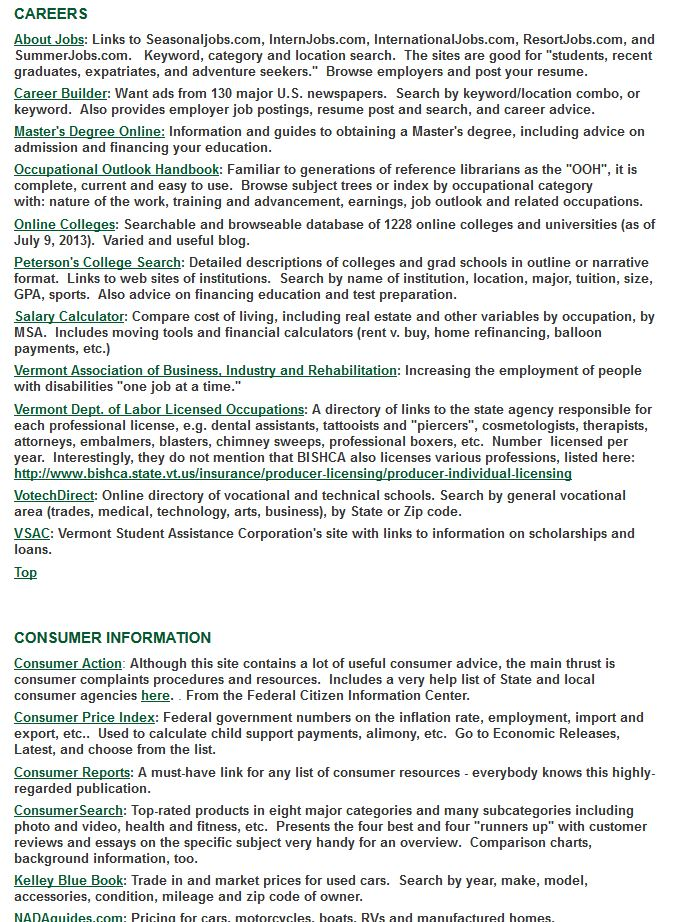 CAREERS
About Jobs: Links to Seasonaljobs.com, InternJobs.com, InternationalJobs.com, ResortJobs.com, and
SummerJobs.com.   Keyword, category and location search.  The sites are good for "students, recent
graduates, expatriates, and adventure seekers."  Browse employers and post your resume.
Career Builder: Want ads from 130 major U.S. newspapers.  Search by keyword/location combo, or
keyword.  Also provides employer job postings, resume post and search, and career advice.
Master's Degree Online: Information and guides to obtaining a Master's degree, including advice on
admission and financing your education.
Occupational Outlook Handbook: Familiar to generations of reference librarians as the "OOH", it is
complete, current and easy to use.  Browse subject trees or index by occupational category
with: nature of the work, training and advancement, earnings, job outlook and related occupations.
Online Colleges: Searchable and browseable database of 1228 online colleges and universities (as of
July 9, 2013).  Varied and useful blog.
Peterson's College Search: Detailed descriptions of colleges and grad schools in outline or narrative
format.  Links to web sites of institutions.  Search by name of institution, location, major, tuition, size,
GPA, sports.  Also advice on financing education and test preparation.
Salary Calculator: Compare cost of living, including real estate and other variables by occupation, by
MSA.  Includes moving tools and financial calculators (rent v. buy, home refinancing, balloon
payments, etc.)
Vermont Association of Business, Industry and Rehabilitation: Increasing the employment of people
with disabilities "one job at a time."
Vermont Dept. of Labor Licensed Occupations: A directory of links to the state agency responsible for
each professional license, e.g. dental assistants, tattooists and "piercers", cosmetologists, therapists,
attorneys, embalmers, blasters, chimney sweeps, professional boxers, etc.  Number  licensed per
year.  Interestingly, they do not mention that BISHCA also licenses various professions, listed here:
http://www.bishca.state.vt.us/insurance/producer-licensing/producer-individual-licensing
VotechDirect: Online directory of vocational and technical schools. Search by general vocational
area (trades, medical, technology, arts, business), by State or Zip code.
VSAC: Vermont Student Assistance Corporation's site with links to information on scholarships and
loans.
Top
CONSUMER INFORMATION
Consumer Action: Although this site contains a lot of useful consumer advice, the main thrust is
consumer complaints procedures and resources.  Includes a very help list of State and local
consumer agencies here. . From the Federal Citizen Information Center.
Consumer Price Index: Federal government numbers on the inflation rate, employment, import and
export, etc..  Used to calculate child support payments, alimony, etc.  Go to Economic Releases,
Latest, and choose from the list.
Consumer Reports: A must-have link for any list of consumer resources - everybody knows this highly-
regarded publication.
ConsumerSearch: Top-rated products in eight major categories and many subcategories including
photo and video, health and fitness, etc.  Presents the four best and four "runners up" with customer
reviews and essays on the specific subject very handy for an overview.  Comparison charts,
background information, too.
Kelley Blue Book: Trade in and market prices for used cars.  Search by year, make, model,
accessories, condition, mileage and zip code of owner.
NADAguides.com: Pricing for cars, motorcycles, boats, RVs and manufactured homes.